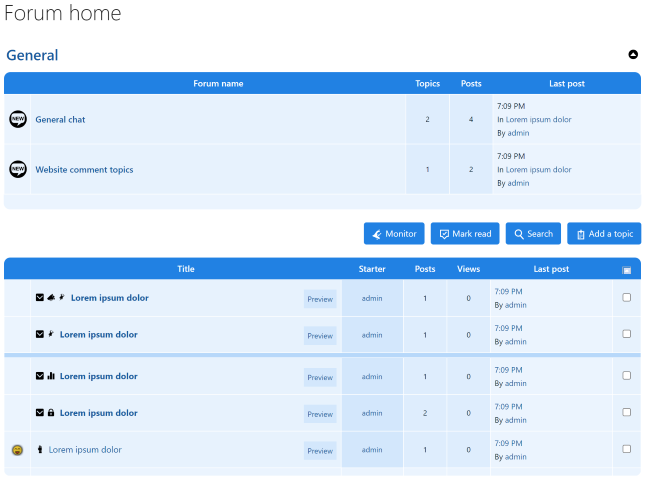 Forum home
General
Forum name Topics Posts Last post
NEW General chat 2 4 7:09 PM
In Lorem ipsum dolor
By admin
NEW Website comment topics 1 2 7:09 PM
In Lorem ipsum dolor
By admin
Monitor Mark read Search Add a topic
Title Starter Posts Views Last post
Lorem ipsum dolor Preview admin 1 0 7:09 PM
By admin
Lorem ipsum dolor Preview admin 1 0 7:09 PM
By admin
Lorem ipsum dolor Preview admin 1 0 7:09 PM
By admin
Lorem ipsum dolor Preview admin 2 0 7:09 PM
By admin
Lorem ipsum dolor Preview admin 1 0 7:09 PM
By admin